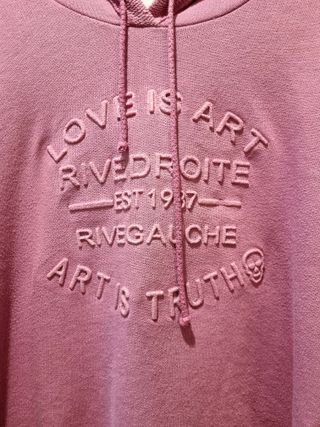 LOVE IS ART
RIVEDROITE
EST 1987
RIVEGAUCHE
ART IS TRUTH